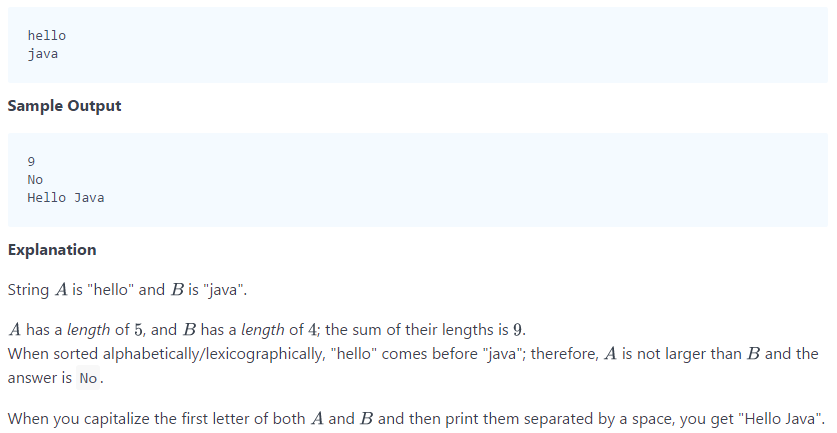 hello
java
Sample Output
9
No
Hello Java
Explanation
String A is "hello" and B is "java".
A has a length of 5, and B has a length of 4; the sum of their lengths is 9.
When sorted alphabetically/lexicographically, "hello" comes before "java"; therefore, A is not larger than B and the
answer is No.
When you capitalize the first letter of both A and B and then print them separated by a space, you get "Hello Java".